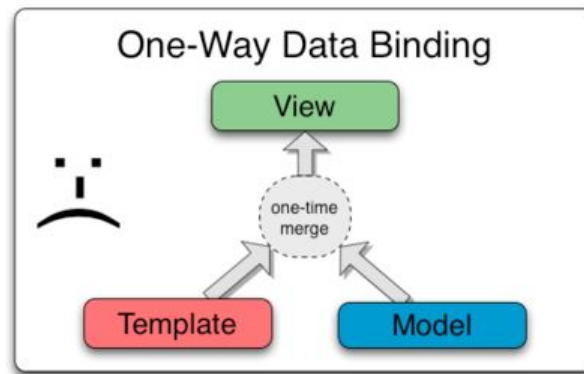 One-Way Data Binding
View
one-time
merge
Template
Model